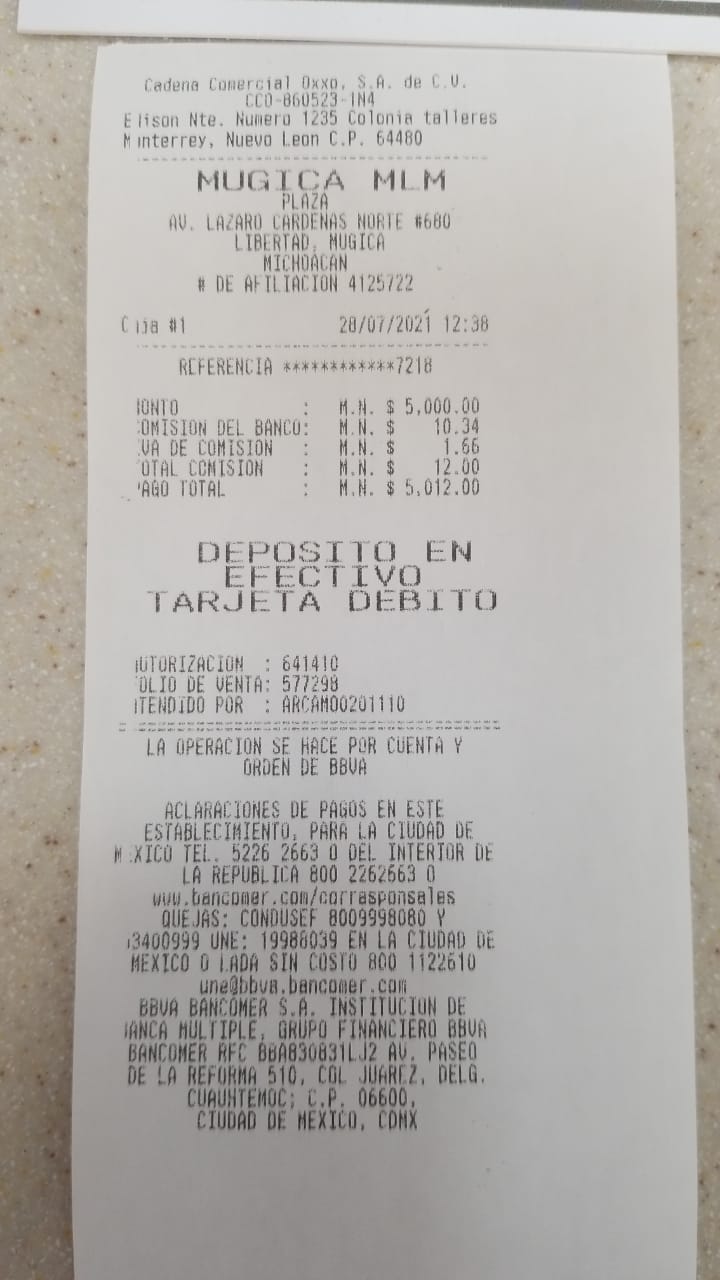 Cadena Comercial Oxxo, S.A. de C.V.
CCO-860523-1N4
Edison Nte. Numero 1235 Colonia talleres
Monterrey, Nuevo Leon C.P. 64480
MUGICA MLM
PLAZA
AV. LAZARO CARDENAS NORTE #680
LIBERTAD, MUGICA
MICHOACAN
# DE AFILIACION 4125722
Caja #1 28/07/2021 12:38
REFERENCIA ************7218
MONTO : M.N. $ 5,000.00
COMISION DEL BANCO: M.N. $ 10.34
IVA DE COMISION : M.N. $ 1.66
TOTAL COMISION : M.N. $ 12.00
PAGO TOTAL : M.N. $ 5,012.00
DEPOSITO EN
EFECTIVO
TARJETA DEBITO
AUTORIZACION : 641410
FOLIO DE VENTA: 577298
ATENDIDO POR : ARCAM00201110
LA OPERACION SE HACE POR CUENTA Y
ORDEN DE BBVA
ACLARACIONES DE PAGOS EN ESTE
ESTABLECIMIENTO, PARA LA CIUDAD DE
MEXICO TEL. 5226 2663 O DEL INTERIOR DE
LA REPUBLICA 800 2262663 O
www.bancomer.com/corresponsales
QUEJAS: CONDUSEF 8009998080 Y
53400999 UNE: 19988039 EN LA CIUDAD DE
MEXICO O LADA SIN COSTO 800 1122610
une@bbva.bancomer.com
BBVA BANCOMER S.A. INSTITUCION DE
BANCA MULTIPLE, GRUPO FINANCIERO BBVA
BANCOMER RFC BBA830831LJ2 AV. PASEO
DE LA REFORMA 510, COL JUAREZ, DELG.
CUAUHTEMOC; C.P. 06600,
CIUDAD DE MEXICO, CDMX